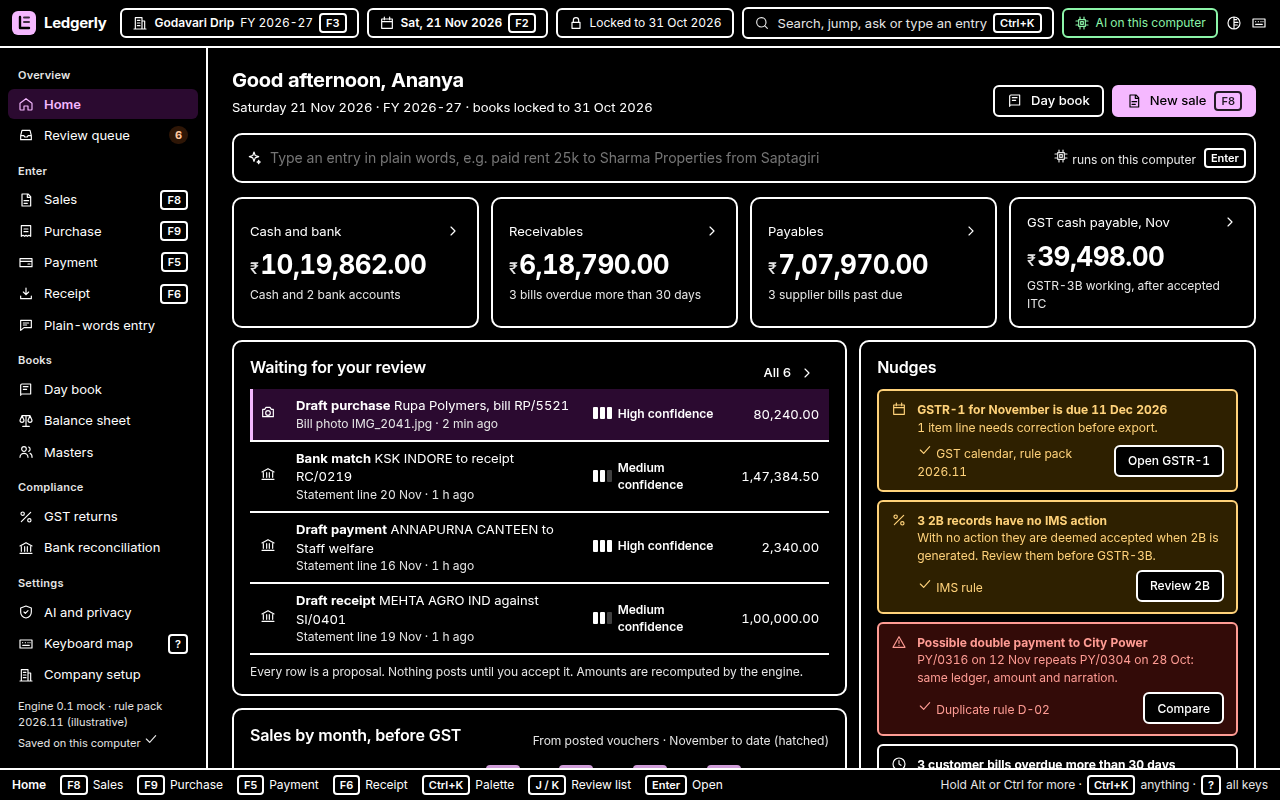 Ledgerly
Godavari Drip FY 2026-27 F3
Sat, 21 Nov 2026 F2
Locked to 31 Oct 2026
Search, jump, ask or type an entry Ctrl+K
AI on this computer
Overview
Home
Review queue 6
Enter
Sales F8
Purchase F9
Payment F5
Receipt F6
Plain-words entry
Books
Day book
Balance sheet
Masters
Compliance
GST returns
Bank reconciliation
Settings
AI and privacy
Keyboard map ?
Company setup
Engine 0.1 mock · rule pack
2026.11 (illustrative)
Saved on this computer
Good afternoon, Ananya
Saturday 21 Nov 2026 · FY 2026-27 · books locked to 31 Oct 2026
Day book
New sale F8
Type an entry in plain words, e.g. paid rent 25k to Sharma Properties from Saptagiri
runs on this computer Enter
Cash and bank
₹10,19,862.00
Cash and 2 bank accounts
Receivables
₹6,18,790.00
3 bills overdue more than 30 days
Payables
₹7,07,970.00
3 supplier bills past due
GST cash payable, Nov
₹39,498.00
GSTR-3B working, after accepted
ITC
Waiting for your review
All 6
Draft purchase Rupa Polymers, bill RP/5521
Bill photo IMG_2041.jpg · 2 min ago
High confidence
80,240.00
Bank match KSK INDORE to receipt
RC/0219
Statement line 20 Nov · 1 h ago
Medium
confidence
1,47,384.50
Draft payment ANNAPURNA CANTEEN to
Staff welfare
Statement line 16 Nov · 1 h ago
High confidence
2,340.00
Draft receipt MEHTA AGRO IND against
SI/0401
Statement line 19 Nov · 1 h ago
Medium
confidence
1,00,000.00
Every row is a proposal. Nothing posts until you accept it. Amounts are recomputed by the engine.
Sales by month, before GST
From posted vouchers · November to date (hatched)
Nudges
GSTR-1 for November is due 11 Dec 2026
1 item line needs correction before export.
GST calendar, rule pack
2026.11
Open GSTR-1
3 2B records have no IMS action
With no action they are deemed accepted when 2B is
generated. Review them before GSTR-3B.
IMS rule
Review 2B
Possible double payment to City Power
PY/0316 on 12 Nov repeats PY/0304 on 28 Oct:
same ledger, amount and narration.
Duplicate rule D-02
Compare
3 customer bills overdue more than 30 days
Home F8 Sales F9 Purchase F5 Payment F6 Receipt Ctrl+K Palette J / K Review list Enter Open
Hold Alt or Ctrl for more · Ctrl+K anything · ? all keys